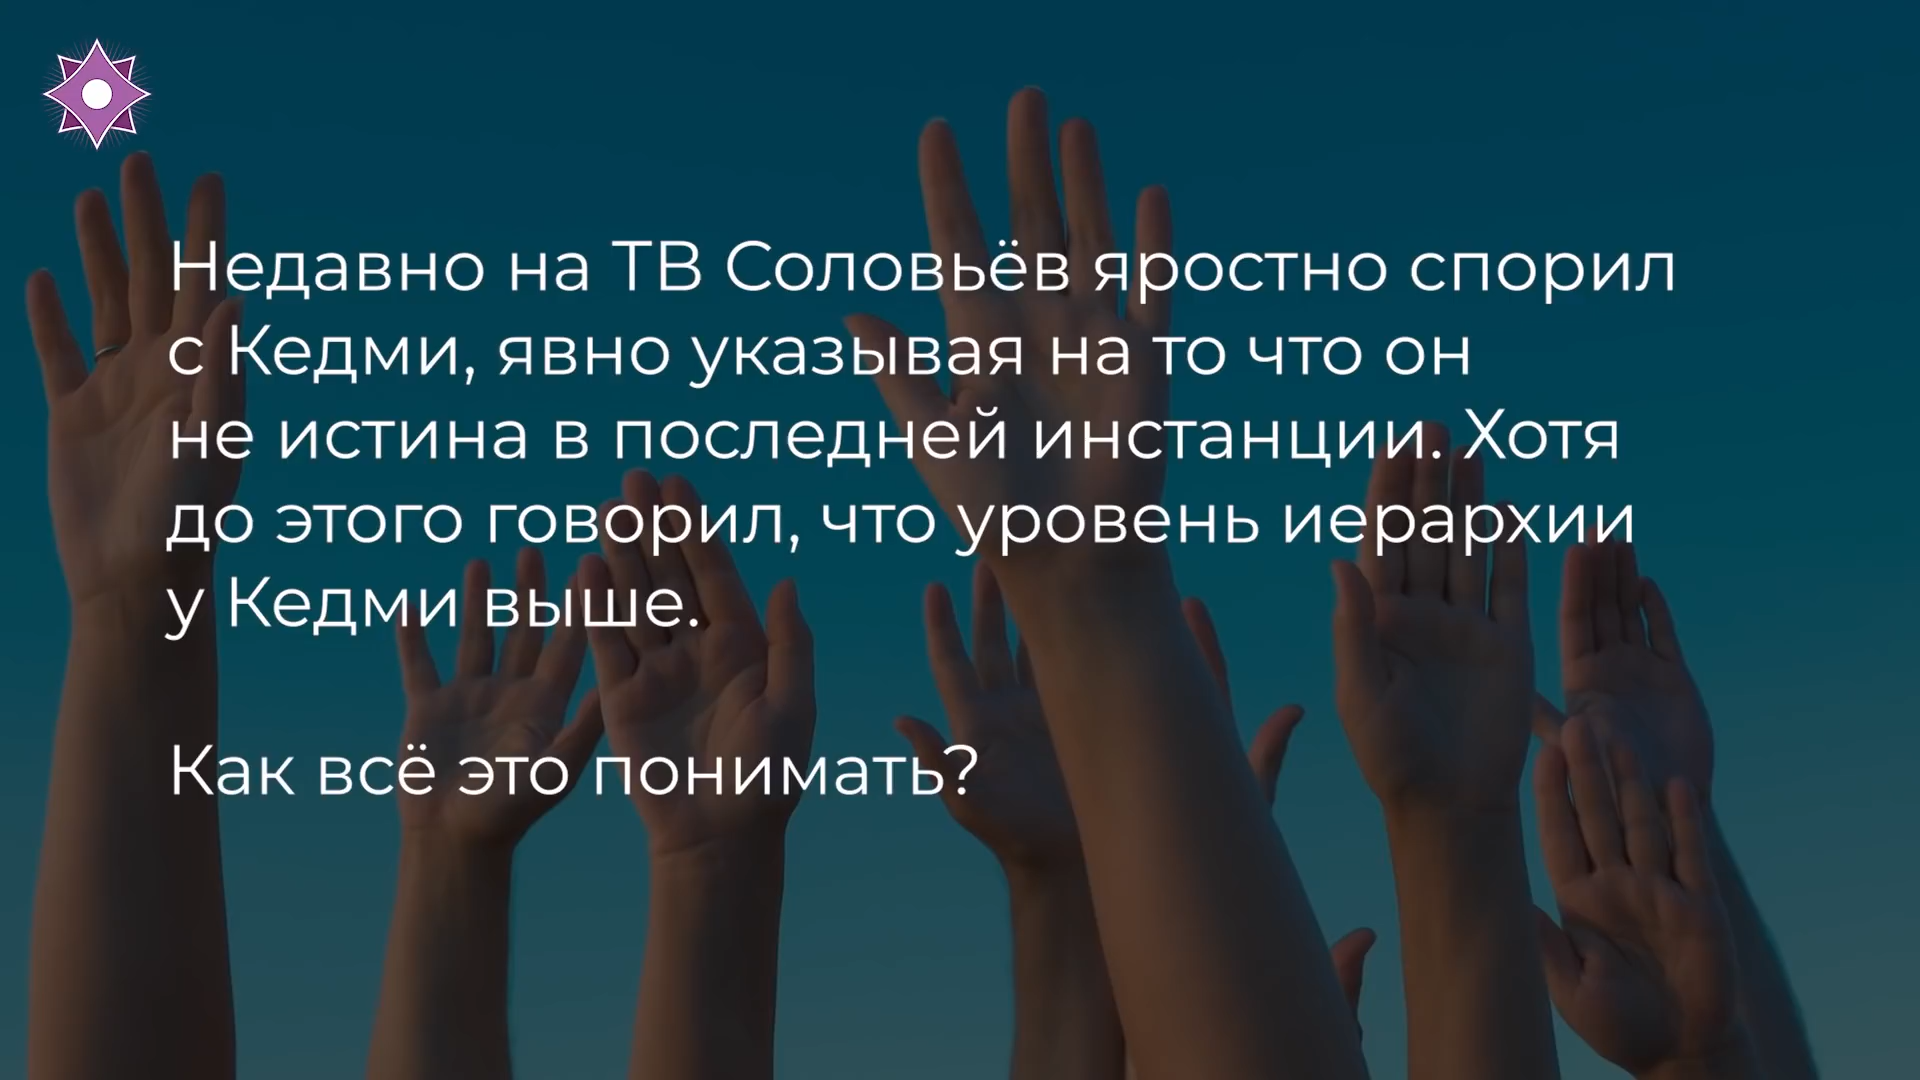 Недавно на ТВ Соловьёв яростно спорил
с Кедми, явно указывая на то что он
не истина в последней инстанции. Хотя
до этого говорил, что уровень иерархии
у Кедми выше.
Как всё это понимать?